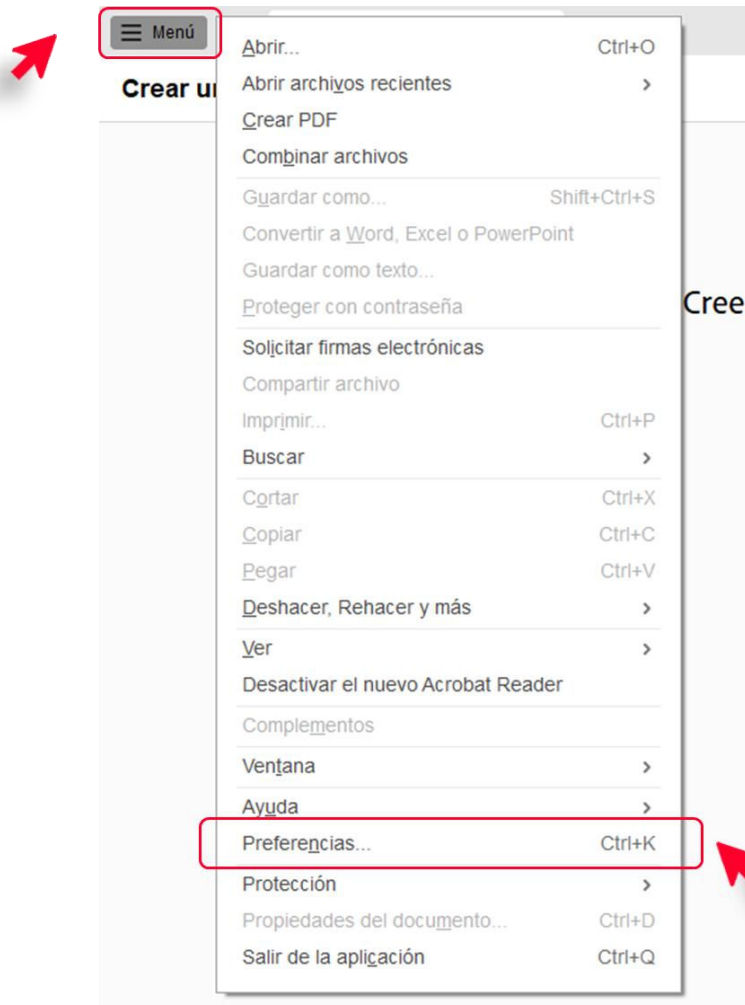 Menú
Crear un
Abrir... Ctrl+O
Abrir archivos recientes
Crear PDF
Combinar archivos
Guardar como... Shift+Ctrl+S
Convertir a Word, Excel o PowerPoint
Guardar como texto...
Proteger con contraseña
Cree
Solicitar firmas electrónicas
Compartir archivo
Imprimir... Ctrl+P
Buscar
Cortar Ctrl+X
Copiar Ctrl+C
Pegar Ctrl+V
Deshacer, Rehacer y más
Ver
Desactivar el nuevo Acrobat Reader
Complementos
Ventana
Ayuda
Preferencias... Ctrl+K
Protección
Propiedades del documento... Ctrl+D
Salir de la aplicación Ctrl+Q